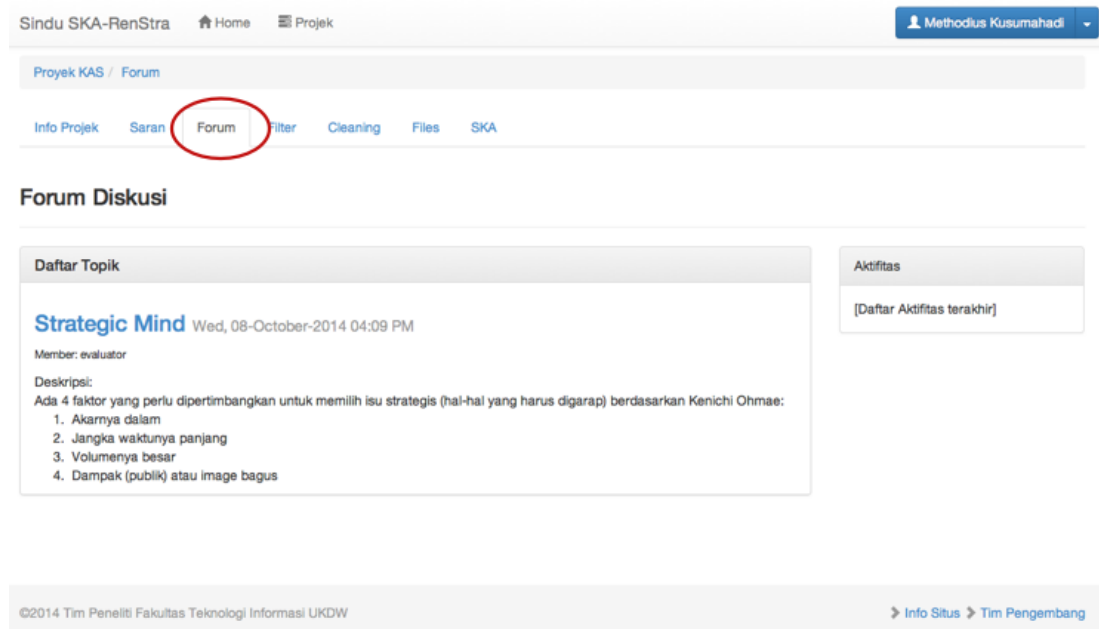 Sindu SKA-RenStra Home Projek Methodius Kusumahadi
Proyek KAS / Forum
Info Projek Saran Forum Filter Cleaning Files SKA
Forum Diskusi
Daftar Topik
Strategic Mind Wed, 08-October-2014 04:09 PM
Member: evaluator
Deskripsi:
Ada 4 faktor yang perlu dipertimbangkan untuk memilih isu strategis (hal-hal yang harus digarap) berdasarkan Kenichi Ohmae:
1. Akarnya dalam
2. Jangka waktunya panjang
3. Volumenya besar
4. Dampak (publik) atau image bagus
Aktifitas
[Daftar Aktifitas terakhir]
©2014 Tim Peneliti Fakultas Teknologi Informasi UKDW Info Situs Tim Pengembang